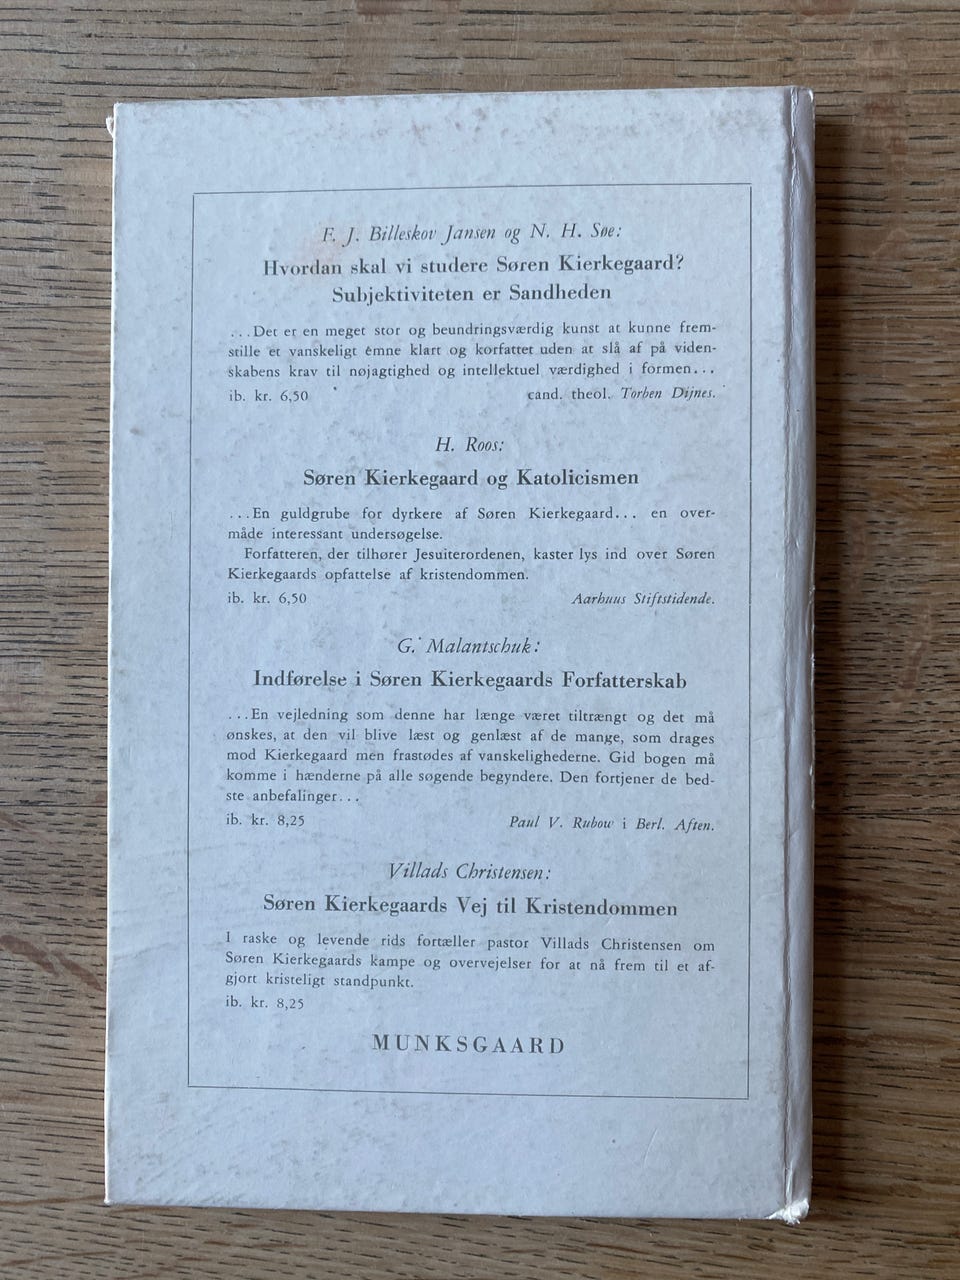 F. J. Billeskov Jansen og N. H. Søe:
Hvordan skal vi studere Søren Kierkegaard?
Subjektiviteten er Sandheden
...Det er en meget stor og beundringsværdig kunst at kunne frem-
stille et vanskeligt emne klart og korfattet uden at slå af på viden-
skabens krav til nøjagtighed og intellektuel værdighed i formen...
ib. kr. 6,50 cand. theol. Torben Dijnes.
H. Roos:
Søren Kierkegaard og Katolicismen
...En guldgrube for dyrkere af Søren Kierkegaard... en over-
måde interessant undersøgelse.
Forfatteren, der tilhører Jesuiterordenen, kaster lys ind over Søren
Kierkegaards opfattelse af kristendommen.
ib. kr. 6,50 Aarhuus Stiftstidende.
G. Malantschuk:
Indførelse i Søren Kierkegaards Forfatterskab
...En vejledning som denne har længe været tiltrængt og det må
ønskes, at den vil blive læst og genlæst af de mange, som drages
mod Kierkegaard men frastødes af vanskelighederne. Gid bogen må
komme i hænderne på alle søgende begyndere. Den fortjener de bed-
ste anbefalinger...
ib. kr. 8,25 Paul V. Rubow i Berl. Aften.
Villads Christensen:
Søren Kierkegaards Vej til Kristendommen
I raske og levende rids fortæller pastor Villads Christensen om
Søren Kierkegaards kampe og overvejelser for at nå frem til et af-
gjort kristeligt standpunkt.
ib. kr. 8,25
MUNKSGAARD